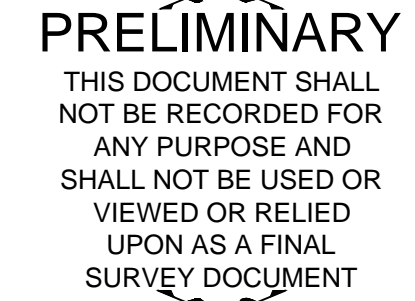 PRELIMINARY
THIS DOCUMENT SHALL
NOT BE RECORDED FOR
ANY PURPOSE AND
SHALL NOT BE USED OR
VIEWED OR RELIED
UPON AS A FINAL
SURVEY DOCUMENT